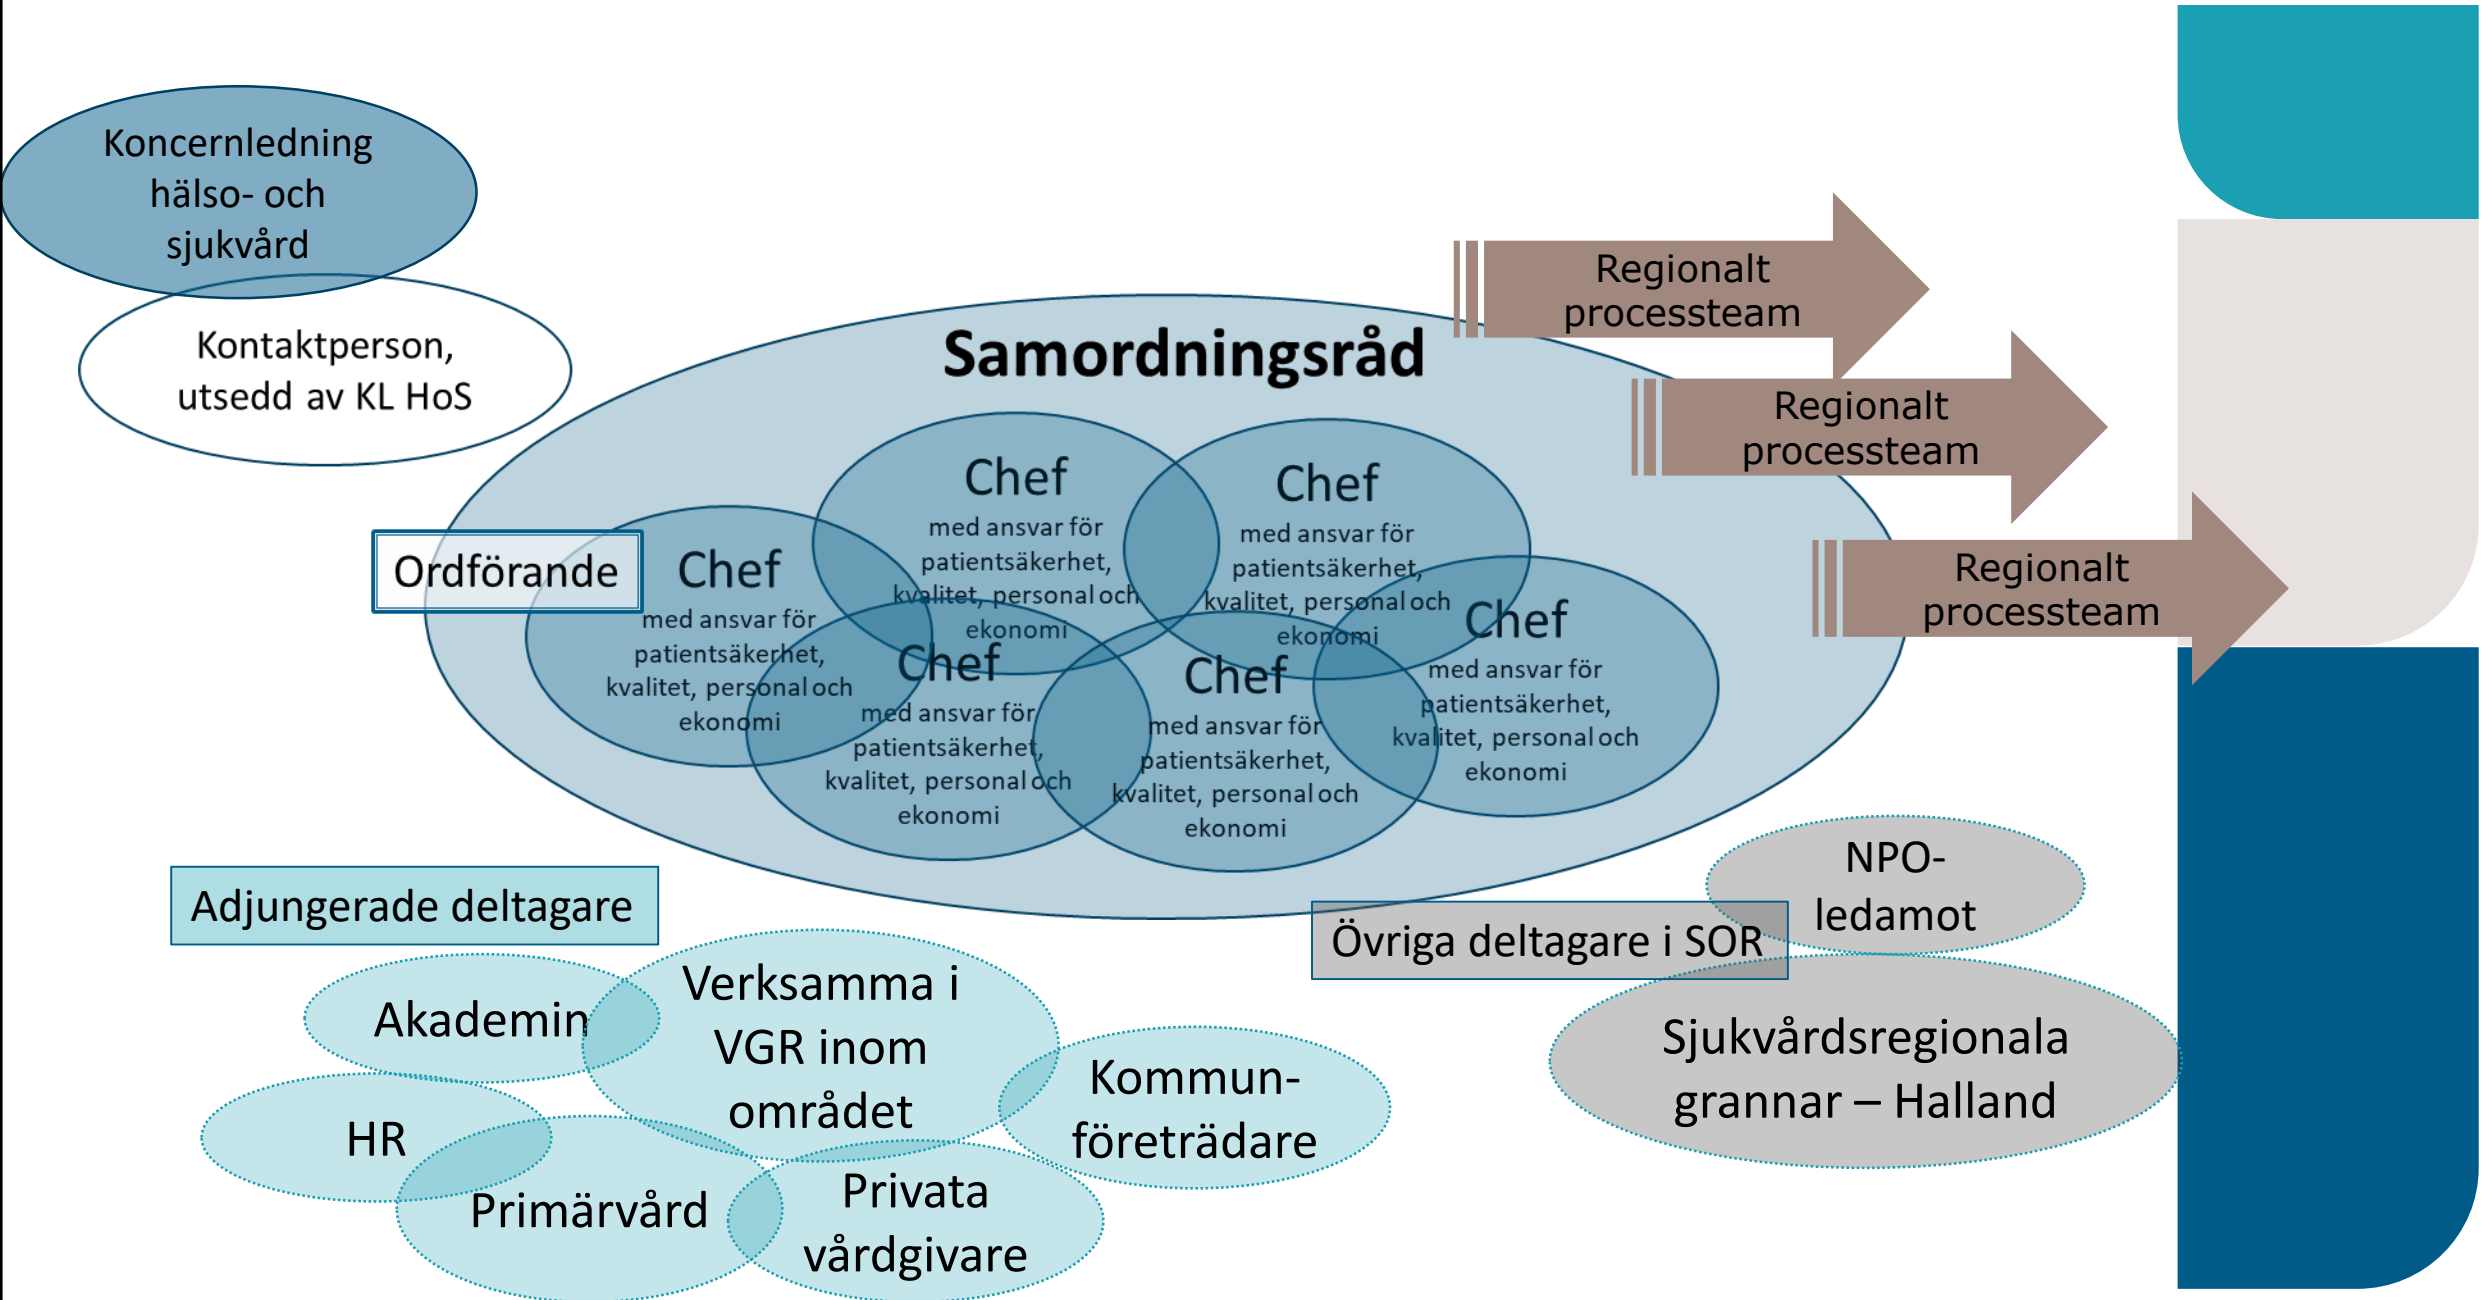 Koncernledning
hälso- och
sjukvård
Kontaktperson,
utsedd av KL HoS
Samordningsråd
Regionalt
processteam
Regionalt
processteam
Regionalt
processteam
Ordförande
Chef
med ansvar för
patientsäkerhet,
kvalitet, personal och
ekonomi
Chef
med ansvar för
patientsäkerhet,
kvalitet, personal och
ekonomi
Chef
med ansvar för
patientsäkerhet,
kvalitet, personal och
ekonomi
Chef
med ansvar för
patientsäkerhet,
kvalitet, personal och
ekonomi
Chef
med ansvar för
patientsäkerhet,
kvalitet, personal och
ekonomi
Chef
med ansvar för
patientsäkerhet,
kvalitet, personal och
ekonomi
Adjungerade deltagare
Akademin
Verksamma i
VGR inom
området
HR
Primärvård
Privata
vårdgivare
Kommun-
företrädare
Övriga deltagare i SOR
NPO-
ledamot
Sjukvårdsregionala
grannar – Halland